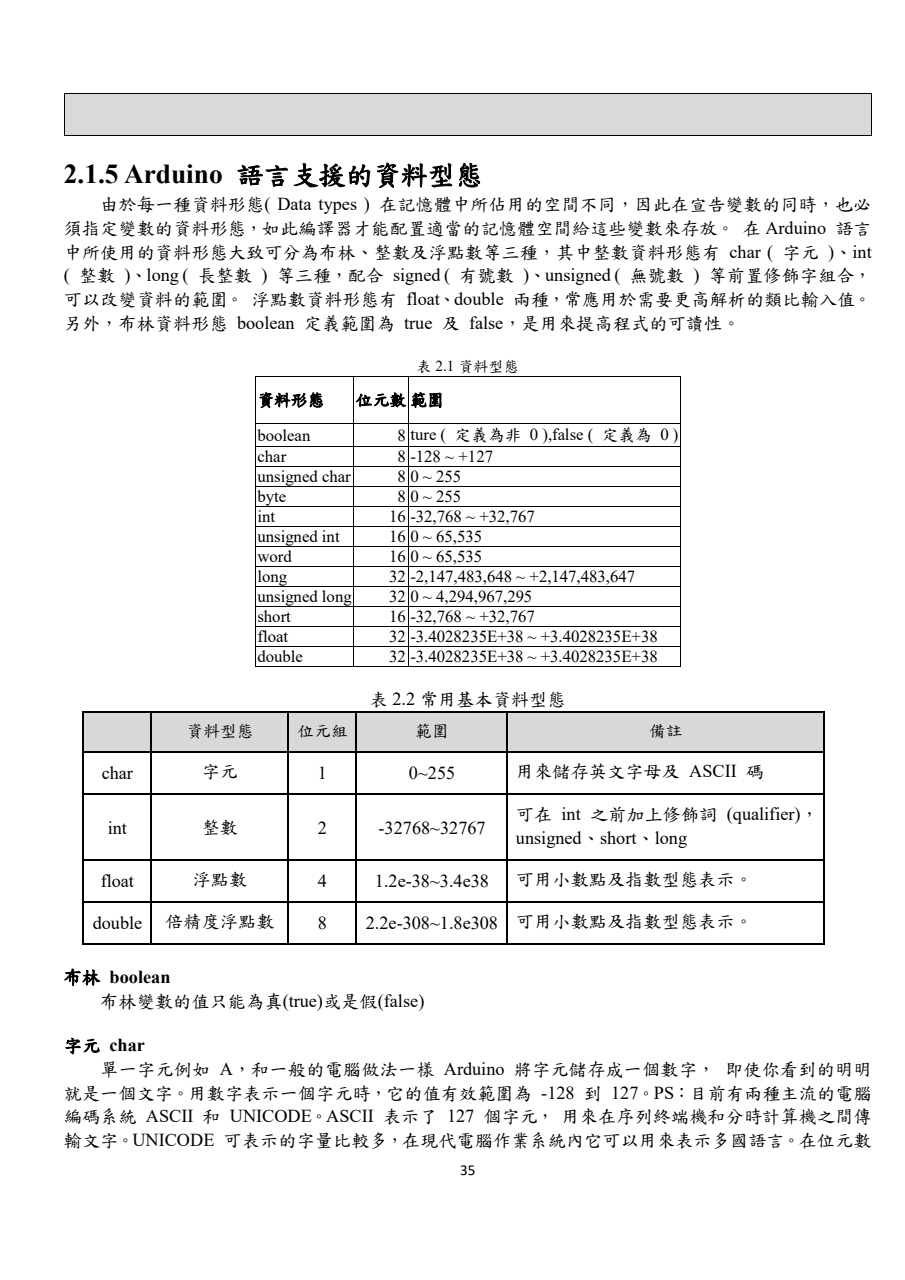 2.1.5 Arduino 語言支援的資料型態
由於每一種資料形態( Data types ) 在記憶體中所佔用的空間不同，因此在宣告變數的同時，也必
須指定變數的資料形態，如此編譯器才能配置適當的記憶體空間給這些變數來存放。 在 Arduino 語言
中所使用的資料形態大致可分為布林、整數及浮點數等三種，其中整數資料形態有 char ( 字元 )、int
( 整數 )、long ( 長整數 ) 等三種，配合 signed ( 有號數 )、unsigned ( 無號數 ) 等前置修飾字組合，
可以改變資料的範圍。 浮點數資料形態有 float、double 兩種，常應用於需要更高解析的類比輸入值。
另外，布林資料形態 boolean 定義範圍為 true 及 false，是用來提高程式的可讀性。
表 2.1 資料型態
資料形態 位元數 範圍
boolean 8 ture ( 定義為非 0 ),false ( 定義為 0 )
char 8 -128 ~ +127
unsigned char 8 0 ~ 255
byte 8 0 ~ 255
int 16 -32,768 ~ +32,767
unsigned int 16 0 ~ 65,535
word 16 0 ~ 65,535
long 32 -2,147,483,648 ~ +2,147,483,647
unsigned long 32 0 ~ 4,294,967,295
short 16 -32,768 ~ +32,767
float 32 -3.4028235E+38 ~ +3.4028235E+38
double 32 -3.4028235E+38 ~ +3.4028235E+38
表 2.2 常用基本資料型態
資料型態 位元組 範圍 備註
char 字元 1 0~255 用來儲存英文字母及 ASCII 碼
int 整數 2 -32768~32767 可在 int 之前加上修飾詞 (qualifier)，
unsigned、short、long
float 浮點數 4 1.2e-38~3.4e38 可用小數點及指數型態表示。
double 倍精度浮點數 8 2.2e-308~1.8e308 可用小數點及指數型態表示。
布林 boolean
布林變數的值只能為真(true)或是假(false)
字元 char
單一字元例如 A，和一般的電腦做法一樣 Arduino 將字元儲存成一個數字， 即使你看到的明明
就是一個文字。用數字表示一個字元時，它的值有效範圍為 -128 到 127。PS：目前有兩種主流的電腦
編碼系統 ASCII 和 UNICODE。ASCII 表示了 127 個字元， 用來在序列終端機和分時計算機之間傳
輸文字。UNICODE 可表示的字量比較多，在現代電腦作業系統內它可以用來表示多國語言。在位元數
35